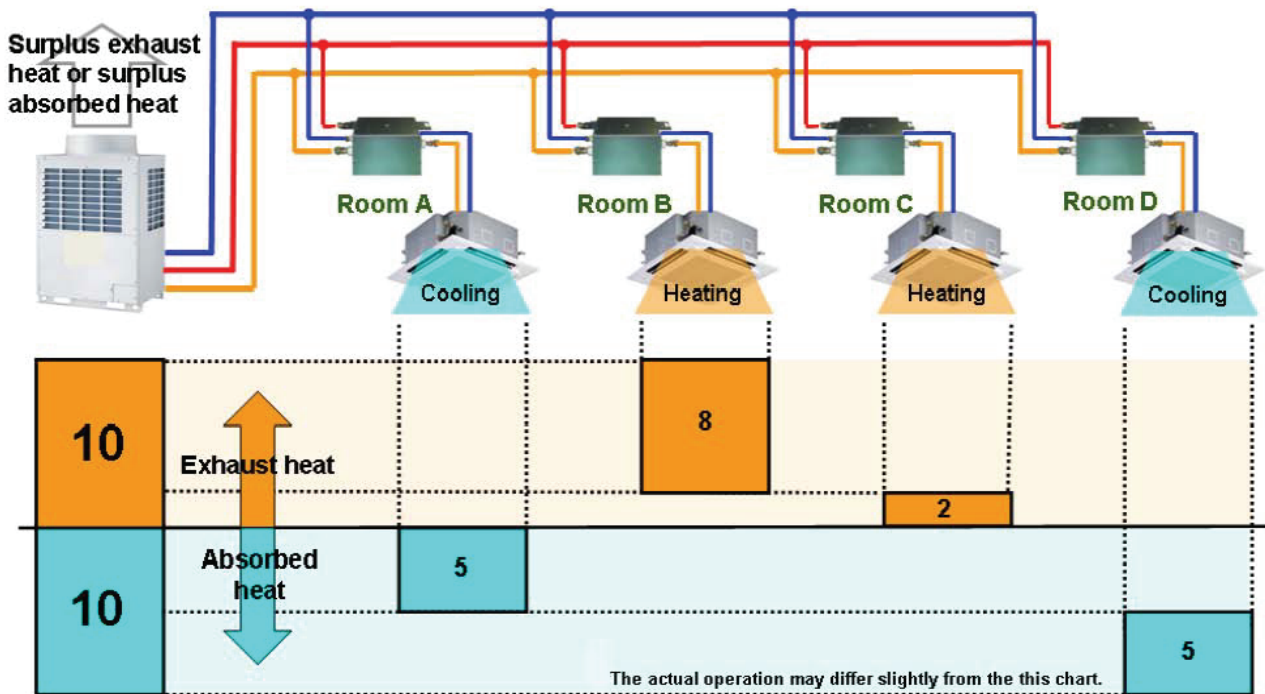 Surplus exhaust
heat or surplus
absorbed heat
Room A
Room B
Room C
Room D
Cooling
Heating
Heating
Cooling
10
Exhaust heat
8
2
10
Absorbed
heat
5
5
The actual operation may differ slightly from the this chart.